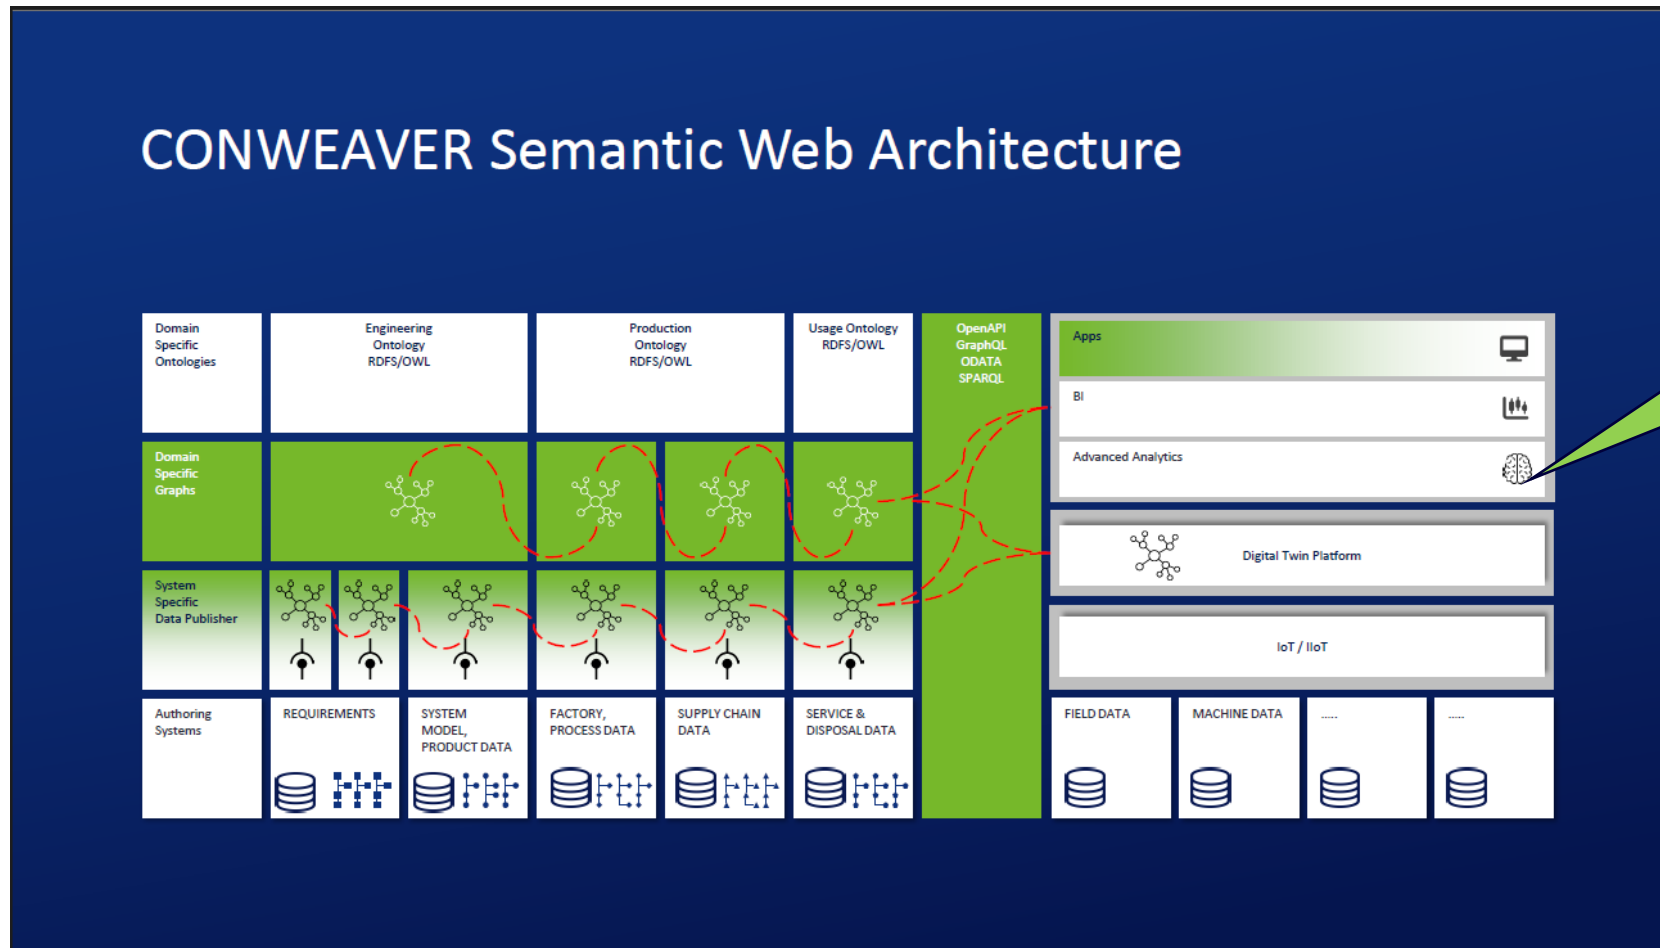 CONWEAVER Semantic Web Architecture
Domain
Specific
Ontologies
Engineering
Ontology
RDFS/OWL
Production
Ontology
RDFS/OWL
Usage Ontology
RDFS/OWL
OpenAPI
GraphQL
ODATA
SPARQL
Apps
BI
Advanced Analytics
Domain
Specific
Graphs
Digital Twin Platform
System
Specific
Data Publisher
IoT / IIoT
Authoring
Systems
REQUIREMENTS
SYSTEM
MODEL,
PRODUCT DATA
FACTORY,
PROCESS DATA
SUPPLY CHAIN
DATA
SERVICE &
DISPOSAL DATA
FIELD DATA
MACHINE DATA
.....
.....